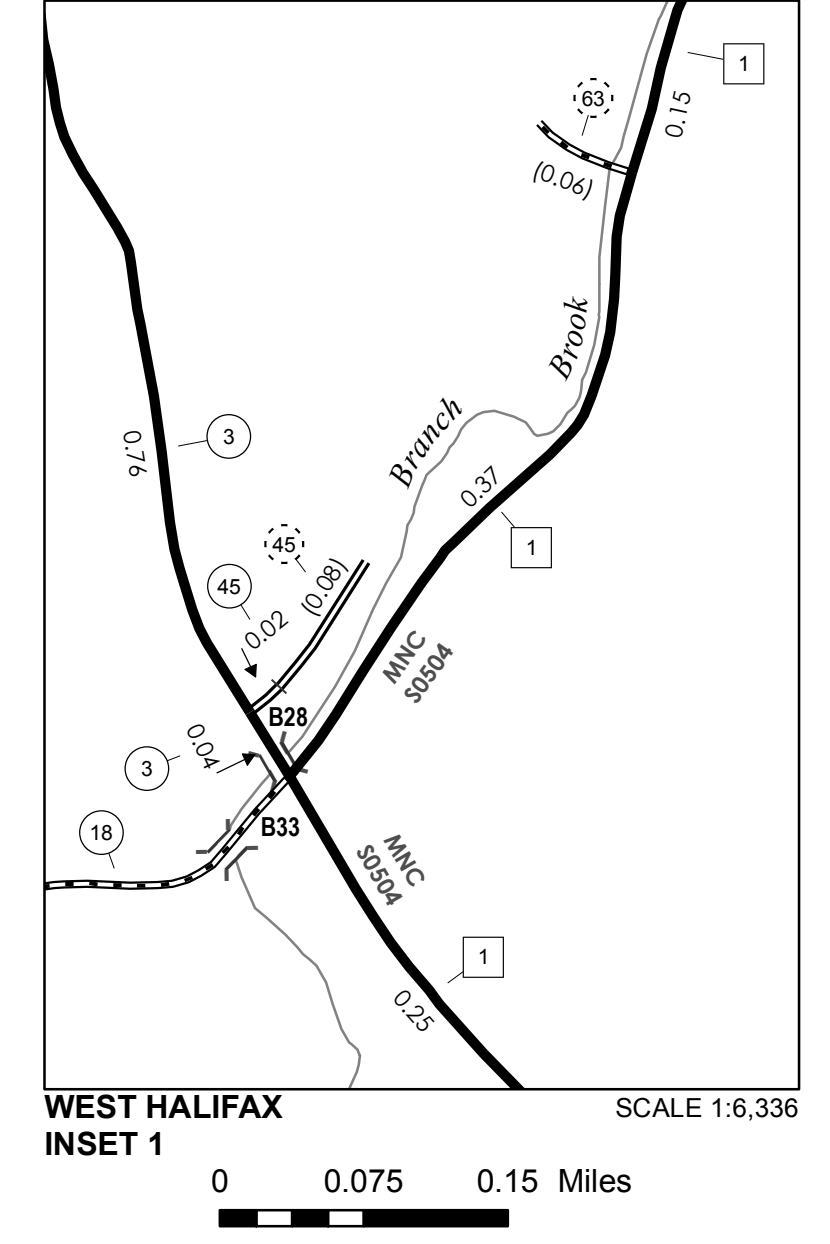 1
63
0.15
(0.06)
Brook
Branch
3
0.76
0.37
1
45
45
(0.08)
0.02
MNC
S0504
B28
0.04
3
18
B33
MNC
S0504
1
0.25
WEST HALIFAX
INSET 1
SCALE 1:6,336
0 0.075 0.15 Miles